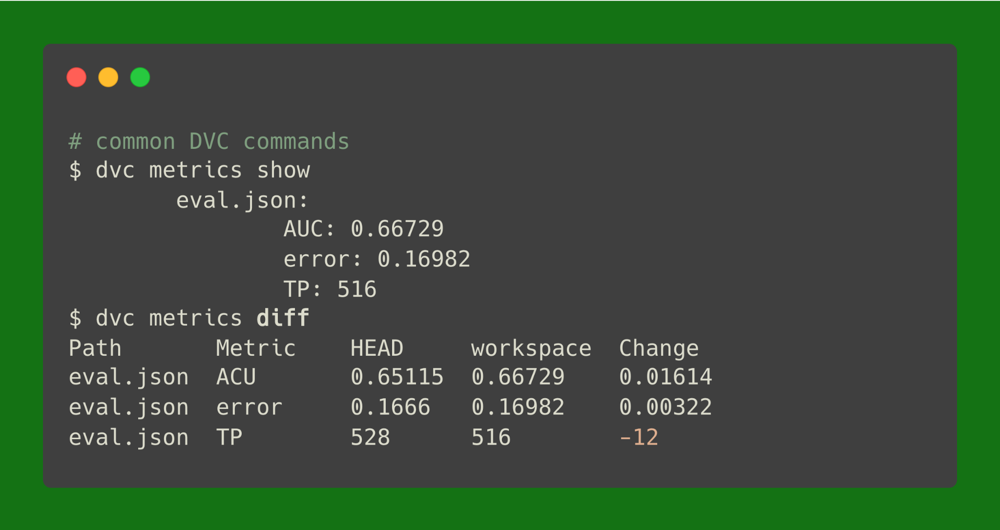 # common DVC commands
$ dvc metrics show
eval.json:
AUC: 0.66729
error: 0.16982
TP: 516
$ dvc metrics diff
Path Metric HEAD workspace Change
eval.json ACU 0.65115 0.66729 0.01614
eval.json error 0.1666 0.16982 0.00322
eval.json TP 528 516 -12